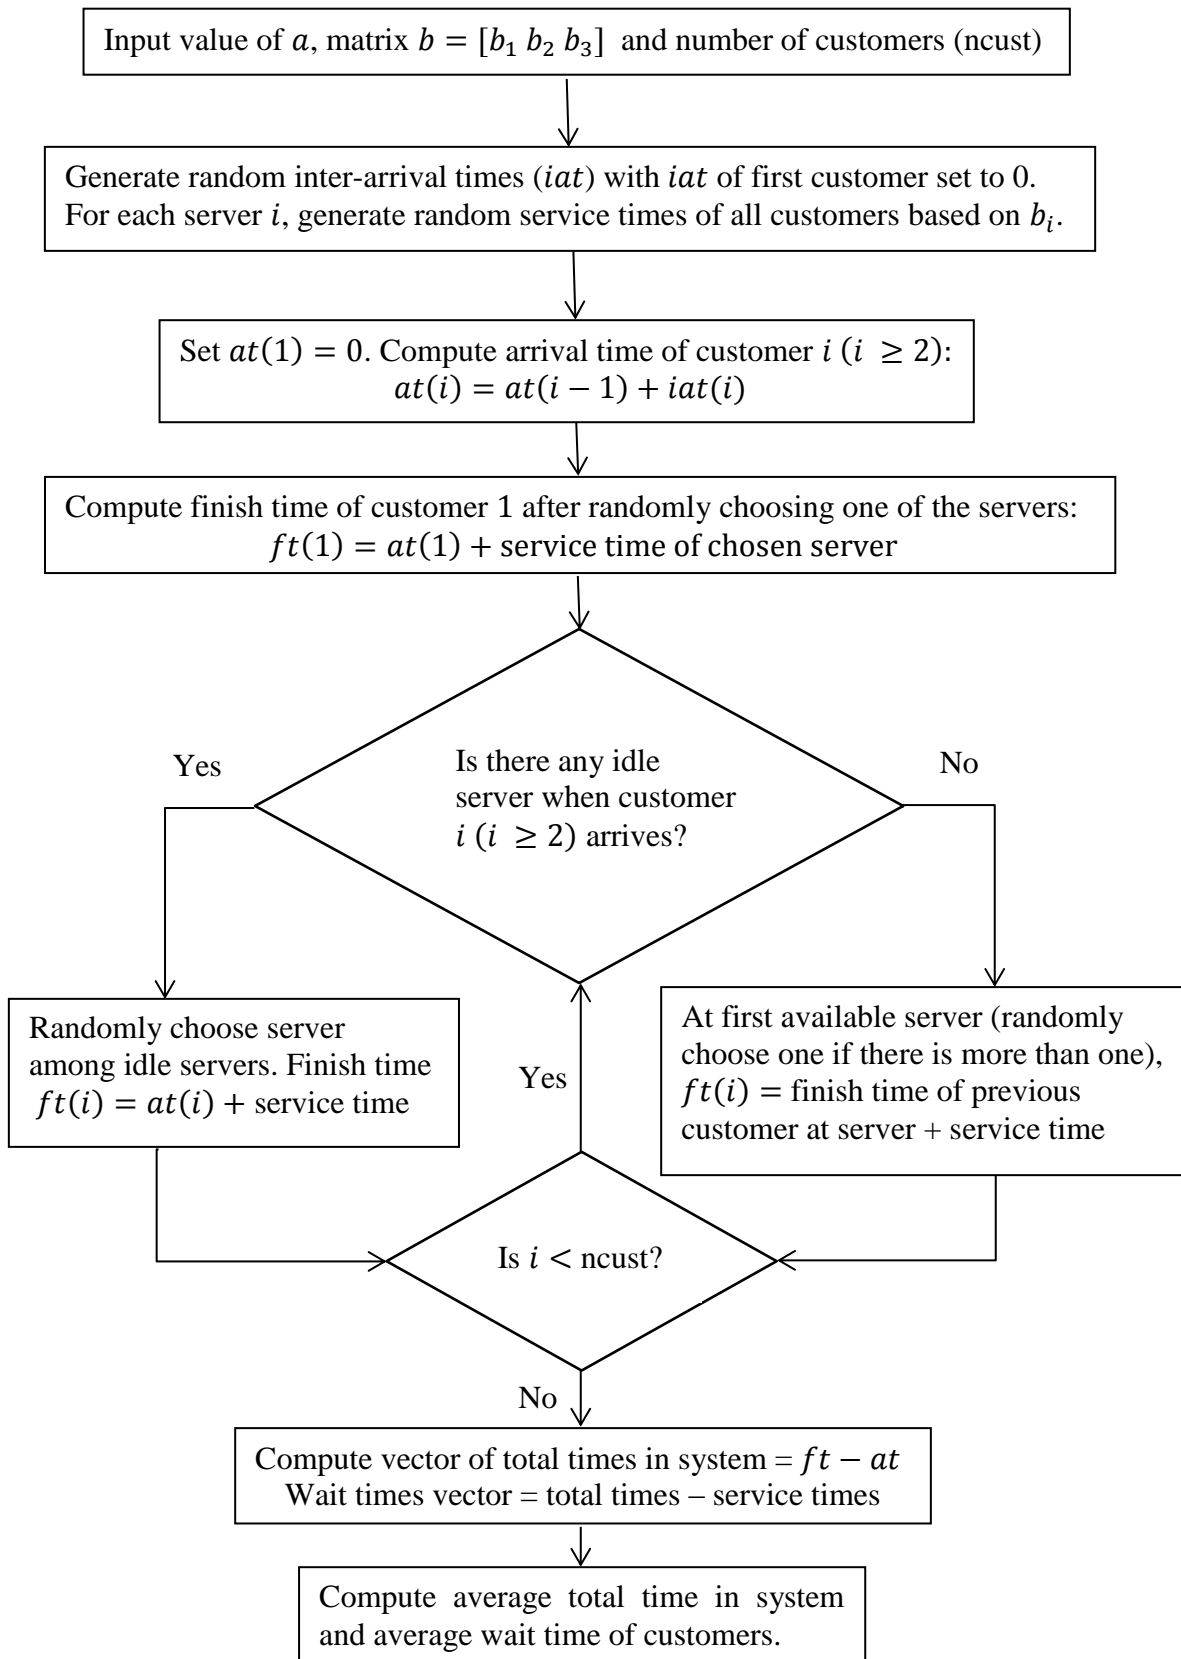 Input value of a, matrix b = [b₁ b₂ b₃] and number of customers (ncust)
Generate random inter-arrival times (iat) with iat of first customer set to 0.
For each server i, generate random service times of all customers based on bᵢ.
Set at(1) = 0. Compute arrival time of customer i (i ≥ 2):
at(i) = at(i − 1) + iat(i)
Compute finish time of customer 1 after randomly choosing one of the servers:
ft(1) = at(1) + service time of chosen server
Is there any idle
server when customer
i (i ≥ 2) arrives?
Yes
No
Randomly choose server
among idle servers. Finish time
ft(i) = at(i) + service time
At first available server (randomly
choose one if there is more than one),
ft(i) = finish time of previous
customer at server + service time
Yes
Is i < ncust?
No
Compute vector of total times in system = ft − at
Wait times vector = total times – service times
Compute average total time in system
and average wait time of customers.